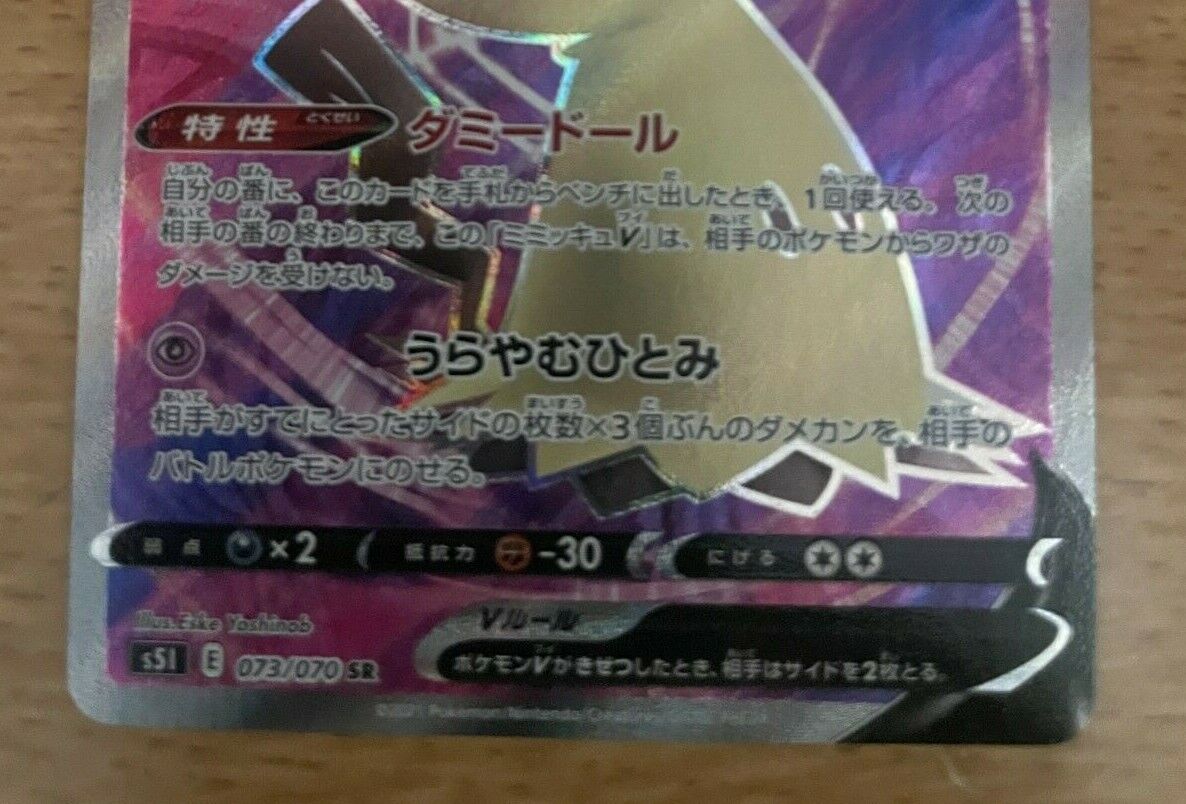 特性 とくせい ダミードール
自分の番に、このカードを手札からベンチに出したとき、1回使える。次の
相手の番の終わりまで、この「ミミッキュV」は、相手のポケモンからワザの
ダメージを受けない。
うらやむひとみ
相手がすでにとったサイドの枚数×3個ぶんのダメカンを、相手の
バトルポケモンにのせる。
弱点 ×2 抵抗力 -30 にげる
Illus.Eske Yoshinob
Vルール
s5I E 073/070 SR
ポケモンVがきぜつしたとき、相手はサイドを2枚とる。